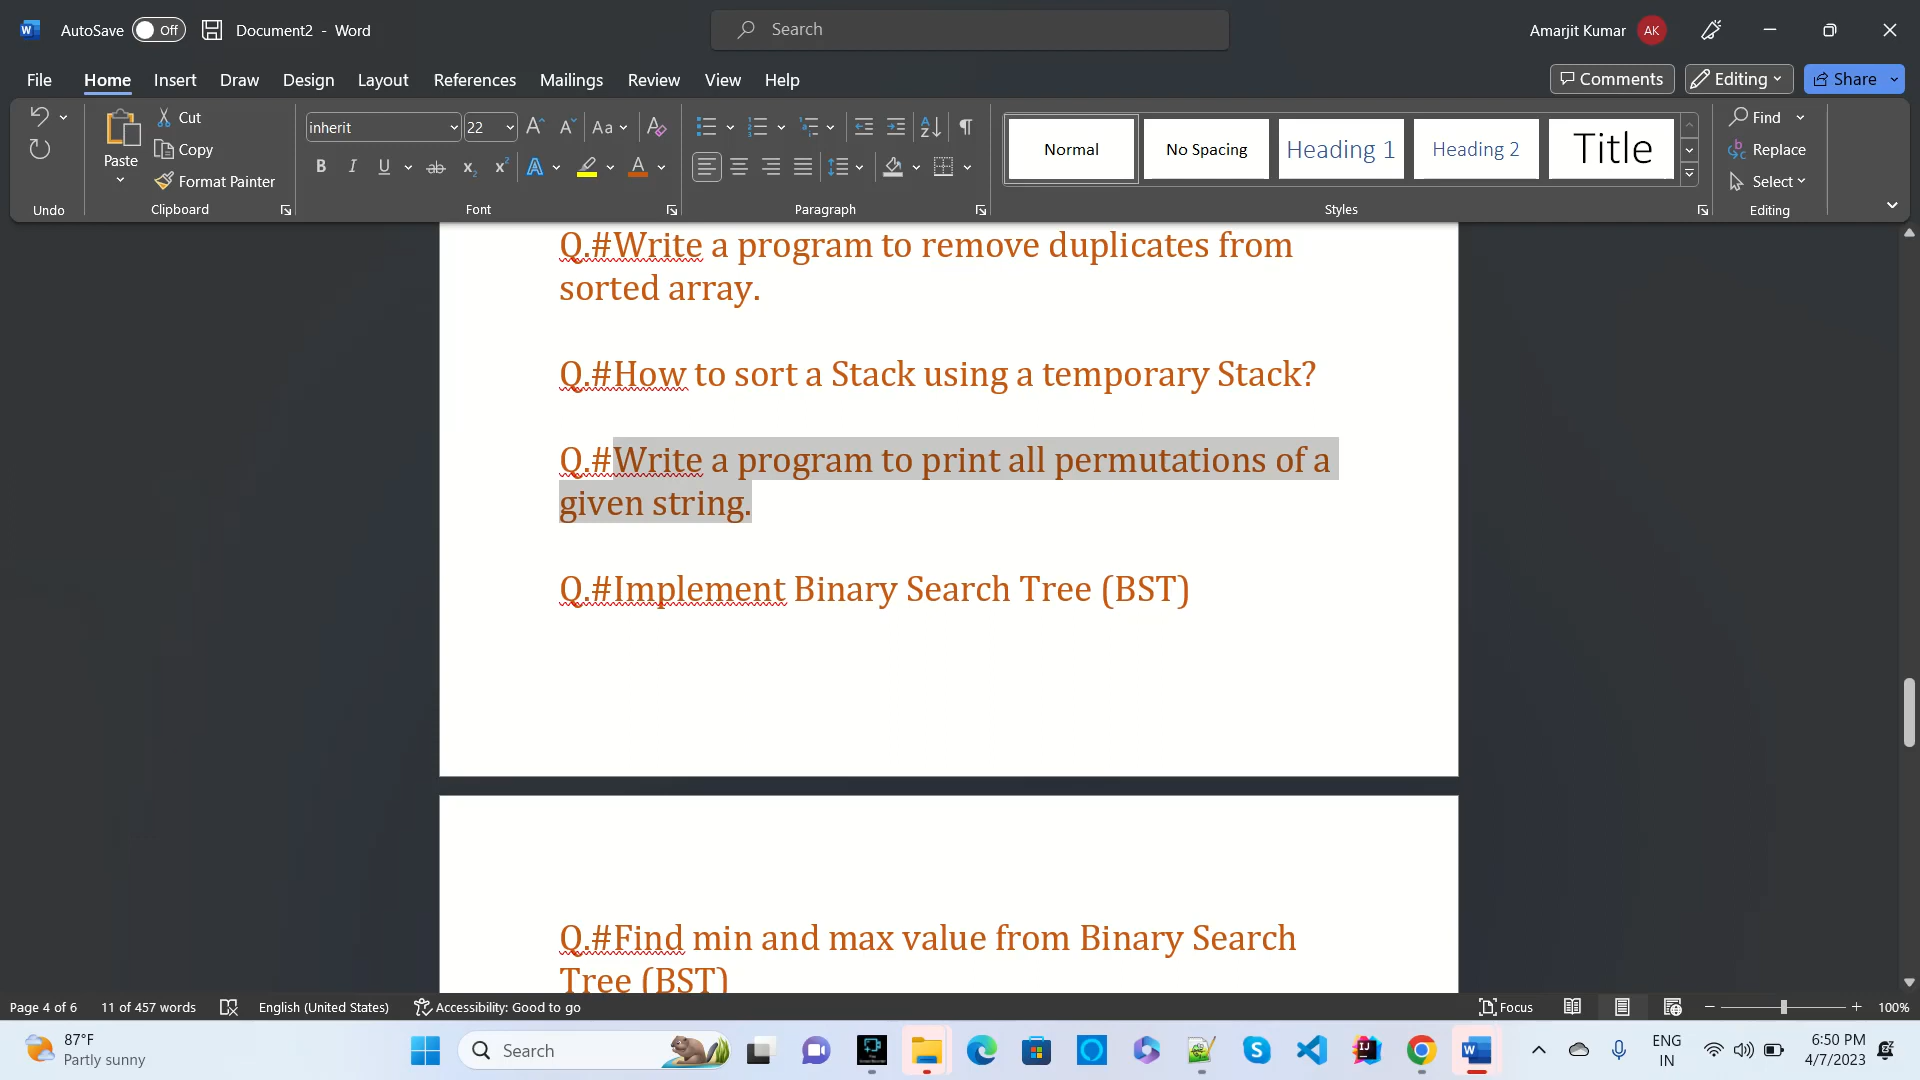 AutoSave Off Document2 - Word Search Amarjit Kumar AK
File Home Insert Draw Design Layout References Mailings Review View Help Comments Editing Share
Paste Cut
Copy
Format Painter
inherit 22 Aa
B I U ab x₂ x² A A
Normal No Spacing Heading 1 Heading 2 Title
Find
Replace
Select
Undo Clipboard Font Paragraph Styles Editing
Q.#Write a program to remove duplicates from
sorted array.
Q.#How to sort a Stack using a temporary Stack?
Q.#Write a program to print all permutations of a
given string.
Q.#Implement Binary Search Tree (BST)
Q.#Find min and max value from Binary Search
Tree (BST)
Page 4 of 6 11 of 457 words English (United States) Accessibility: Good to go Focus 100%
87°F
Partly sunny
Search
ENG
IN
6:50 PM
4/7/2023